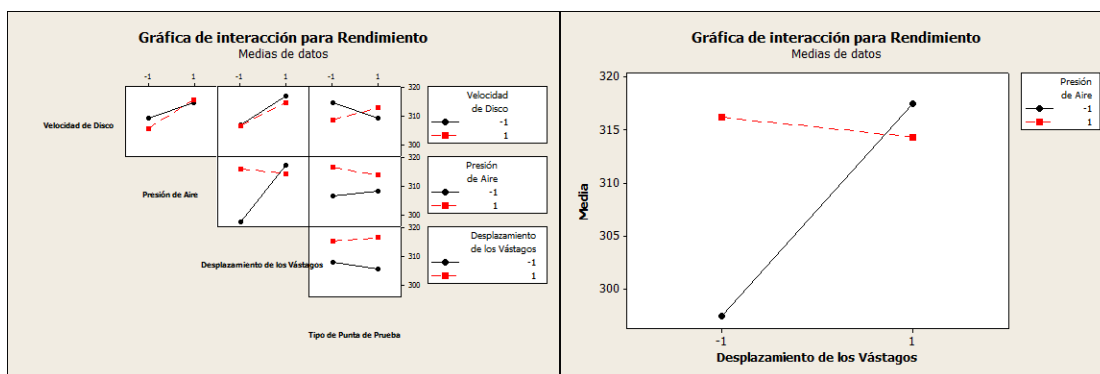 Gráfica de interacción para Rendimiento
Medias de datos
-1 1 -1 1 -1 1
Velocidad de Disco
320
310
300
Velocidad
de Disco
-1
1
Presión de Aire
320
310
300
Presión
de Aire
-1
1
Desplazamiento de los Vástagos
320
310
300
Desplazamiento
de los Vástagos
-1
1
Tipo de Punta de Prueba
Gráfica de interacción para Rendimiento
Medias de datos
Media
320
315
310
305
300
-1 1
Desplazamiento de los Vástagos
Presión
de Aire
-1
1